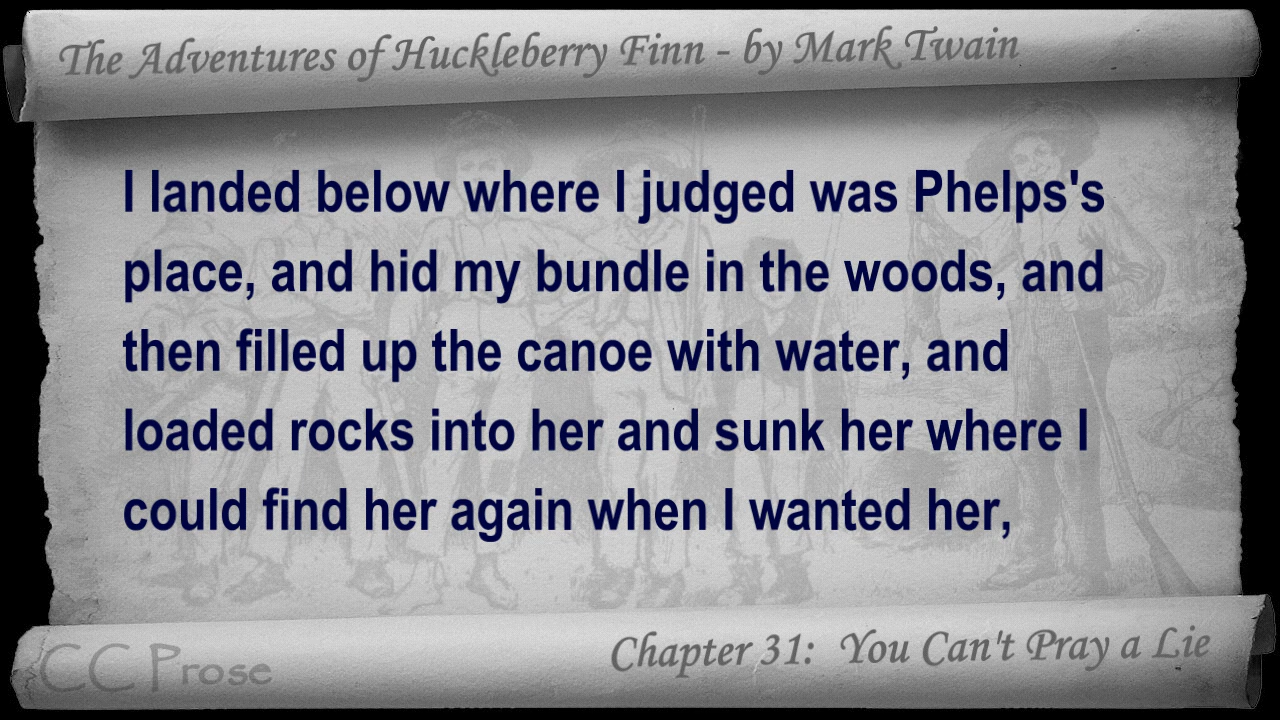 The Adventures of Huckleberry Finn - by Mark Twain
I landed below where I judged was Phelps's
place, and hid my bundle in the woods, and
then filled up the canoe with water, and
loaded rocks into her and sunk her where I
could find her again when I wanted her,
CC Prose
Chapter 31: You Can't Pray a Lie